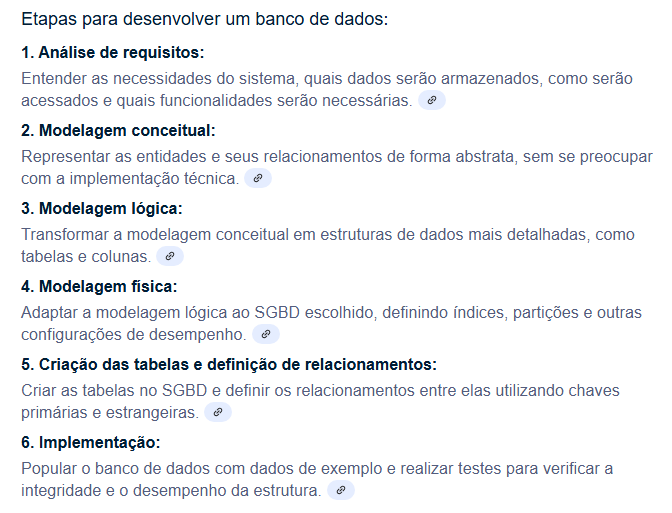 Etapas para desenvolver um banco de dados:
1. Análise de requisitos:
Entender as necessidades do sistema, quais dados serão armazenados, como serão
acessados e quais funcionalidades serão necessárias.
2. Modelagem conceitual:
Representar as entidades e seus relacionamentos de forma abstrata, sem se preocupar
com a implementação técnica.
3. Modelagem lógica:
Transformar a modelagem conceitual em estruturas de dados mais detalhadas, como
tabelas e colunas.
4. Modelagem física:
Adaptar a modelagem lógica ao SGBD escolhido, definindo índices, partições e outras
configurações de desempenho.
5. Criação das tabelas e definição de relacionamentos:
Criar as tabelas no SGBD e definir os relacionamentos entre elas utilizando chaves
primárias e estrangeiras.
6. Implementação:
Popular o banco de dados com dados de exemplo e realizar testes para verificar a
integridade e o desempenho da estrutura.